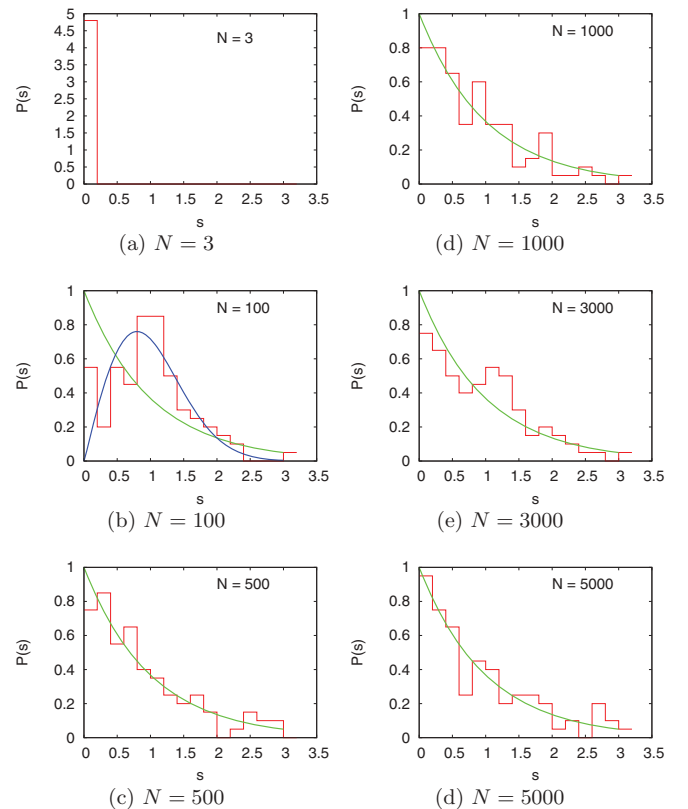 5
4.5
4
3.5
3
2.5
2
1.5
1
0.5
0
P(s)
N = 3
0 0.5 1 1.5 2 2.5 3 3.5
s
(a) N = 3
1
0.8
0.6
0.4
0.2
0
P(s)
N = 1000
0 0.5 1 1.5 2 2.5 3 3.5
s
(d) N = 1000
1
0.8
0.6
0.4
0.2
0
P(s)
N = 100
0 0.5 1 1.5 2 2.5 3 3.5
s
(b) N = 100
1
0.8
0.6
0.4
0.2
0
P(s)
N = 3000
0 0.5 1 1.5 2 2.5 3 3.5
s
(e) N = 3000
1
0.8
0.6
0.4
0.2
0
P(s)
N = 500
0 0.5 1 1.5 2 2.5 3 3.5
s
(c) N = 500
1
0.8
0.6
0.4
0.2
0
P(s)
N = 5000
0 0.5 1 1.5 2 2.5 3 3.5
s
(d) N = 5000